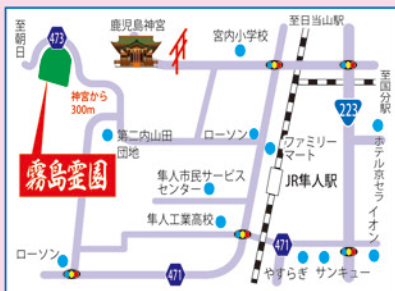 至日当山駅
鹿児島神宮
宮内小学校
至朝日
473
神宮から
300m
至国分駅
223
霧島霊園
第二内山田
団地
ローソン
ファミリー
マート
ホテル京セラ
隼人市民サービス
センター
JR隼人駅
イオン
隼人工業高校
471
ローソン
471
やすらぎ
サンキュー